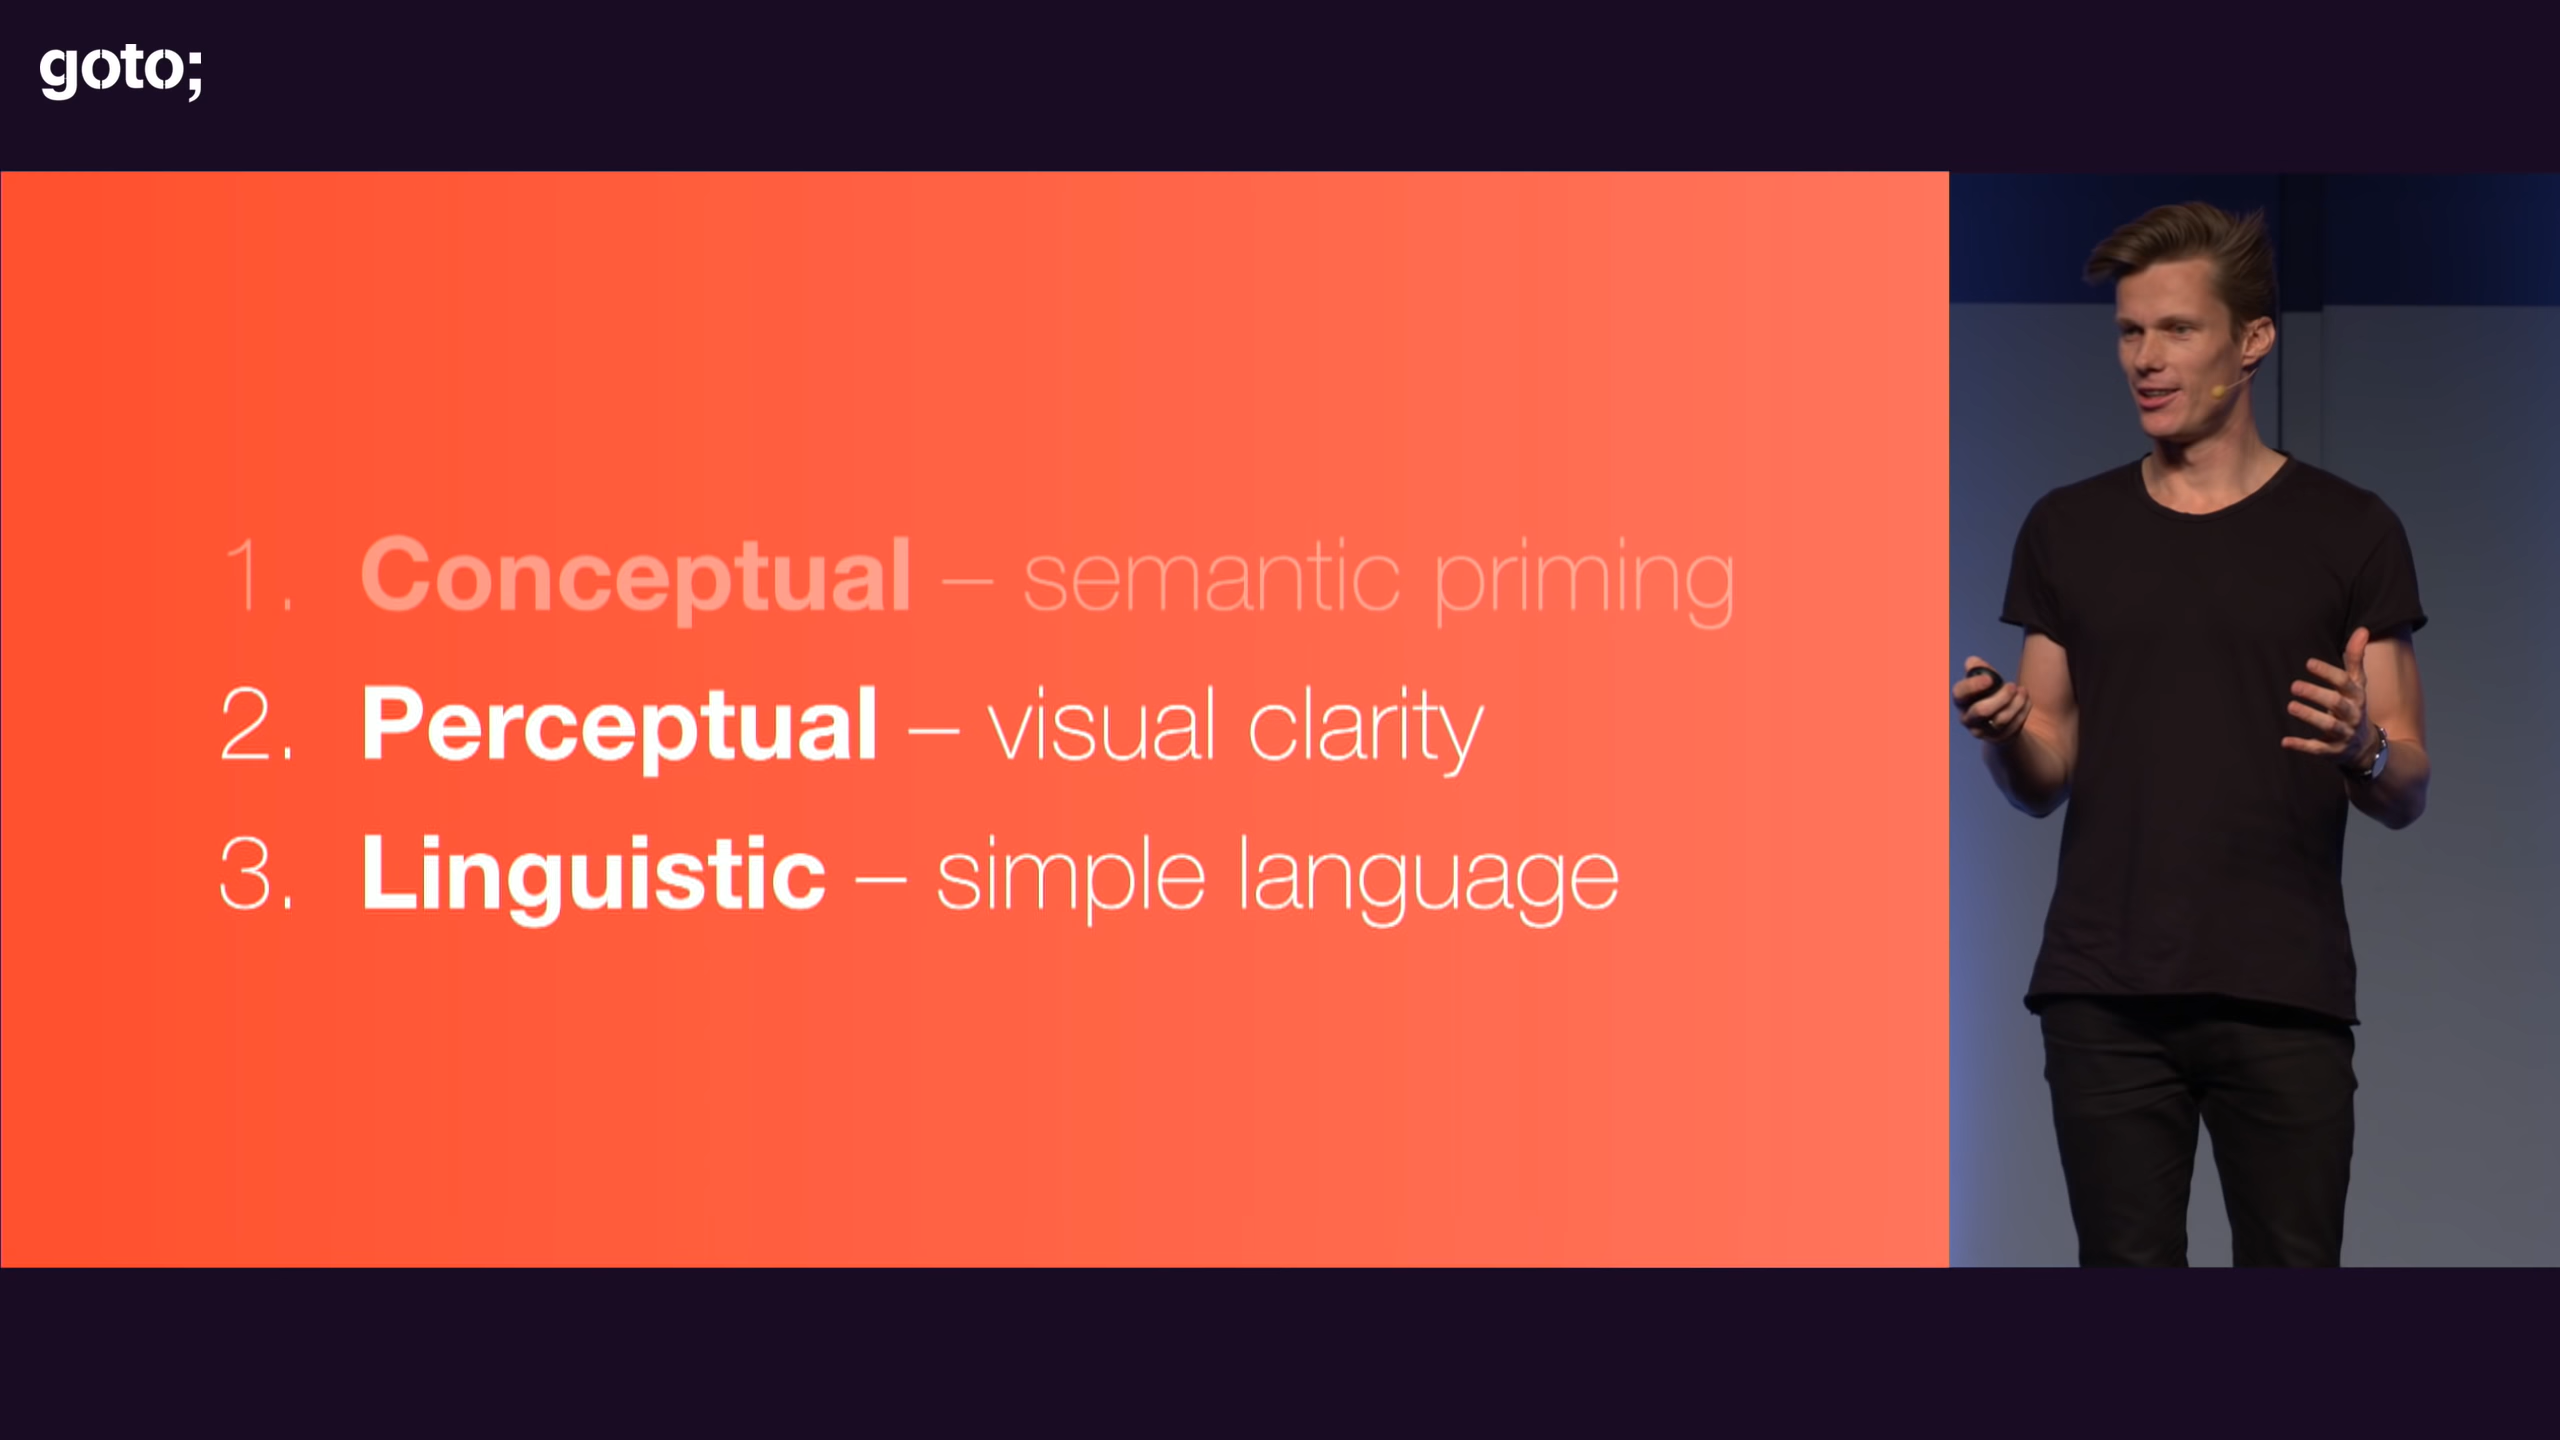 goto;
1. Conceptual – semantic priming
2. Perceptual – visual clarity
3. Linguistic – simple language